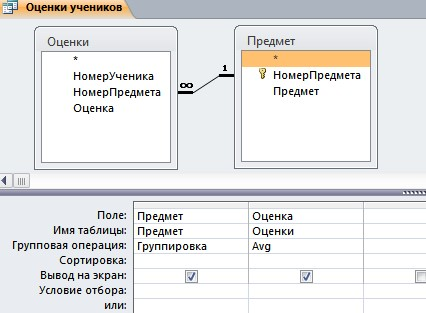 Оценки учеников
Оценки
*
НомерУченика
НомерПредмета
Оценка
∞
1
Предмет
*
НомерПредмета
Предмет
Поле: Предмет Оценка
Имя таблицы: Предмет Оценки
Групповая операция: Группировка Avg
Сортировка:
Вывод на экран:
Условие отбора:
или: